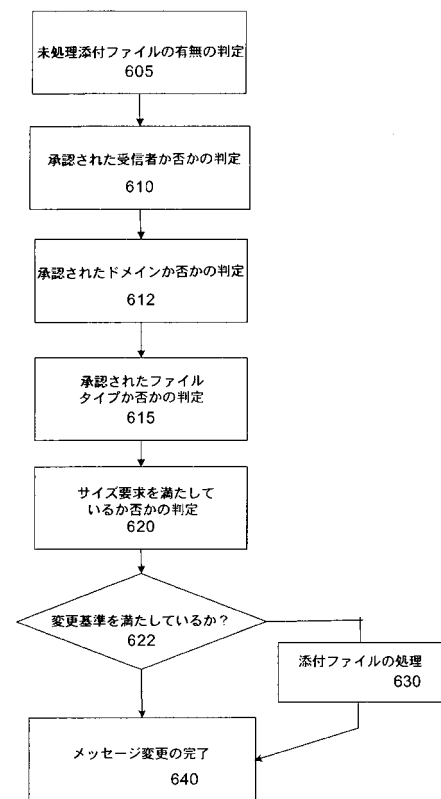 未処理添付ファイルの有無の判定
605
承認された受信者か否かの判定
610
承認されたドメインか否かの判定
612
承認されたファイル
タイプか否かの判定
615
サイズ要求を満たして
いるか否かの判定
620
変更基準を満たしているか？
622
添付ファイルの処理
630
メッセージ変更の完了
640